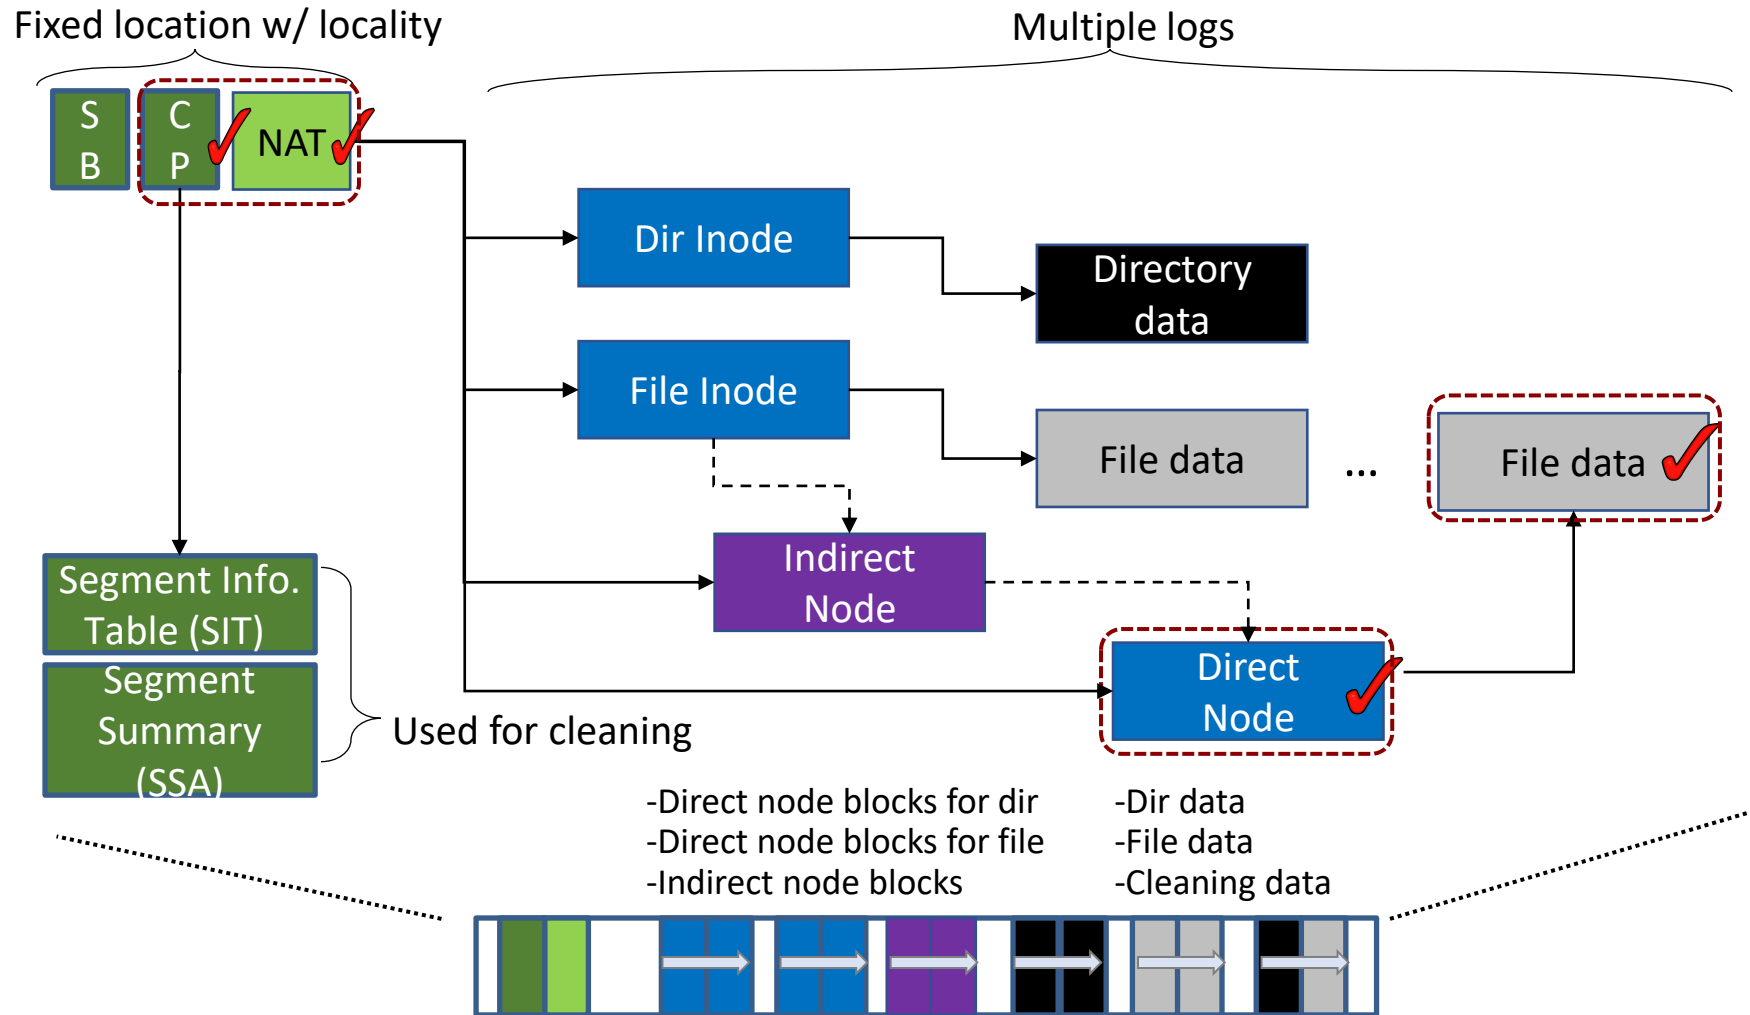 Fixed location w/ locality
Multiple logs
S
B
C
P
NAT
Dir Inode
Directory
data
File Inode
File data
...
File data
Indirect
Node
Segment Info.
Table (SIT)
Segment
Summary
(SSA)
Used for cleaning
Direct
Node
-Direct node blocks for dir
-Direct node blocks for file
-Indirect node blocks
-Dir data
-File data
-Cleaning data